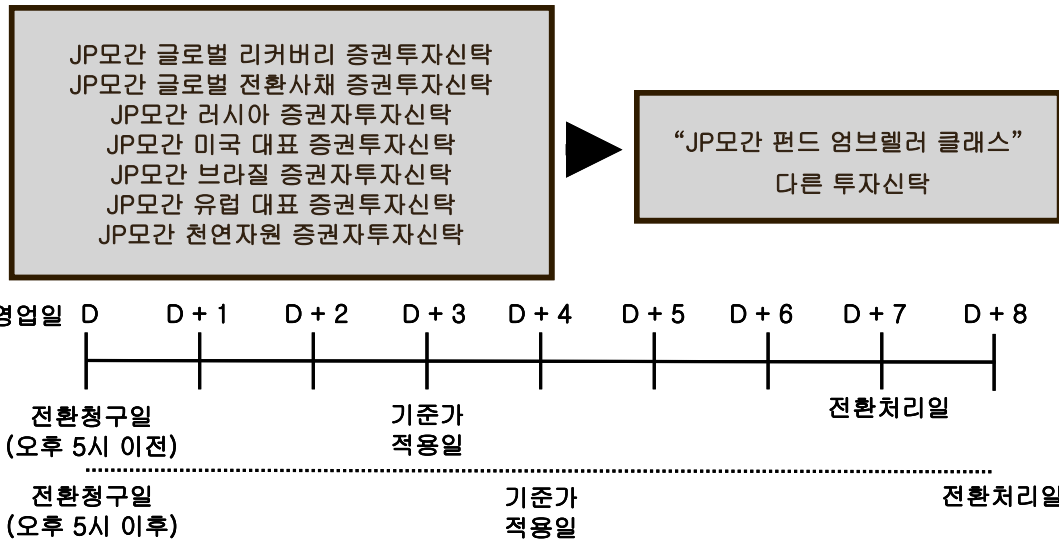 JP모간 글로벌 리커버리 증권투자신탁
JP모간 글로벌 전환사채 증권투자신탁
JP모간 러시아 증권자투자신탁
JP모간 미국 대표 증권자투자신탁
JP모간 브라질 증권자투자신탁
JP모간 유럽 대표 증권투자신탁
JP모간 천연자원 증권자투자신탁
“JP모간 펀드 엄브렐러 클래스”
다른 투자신탁
영업일 D D + 1 D + 2 D + 3 D + 4 D + 5 D + 6 D + 7 D + 8
전환청구일
(오후 5시 이전)
기준가
적용일
전환처리일
전환청구일
(오후 5시 이후)
기준가
적용일
전환처리일